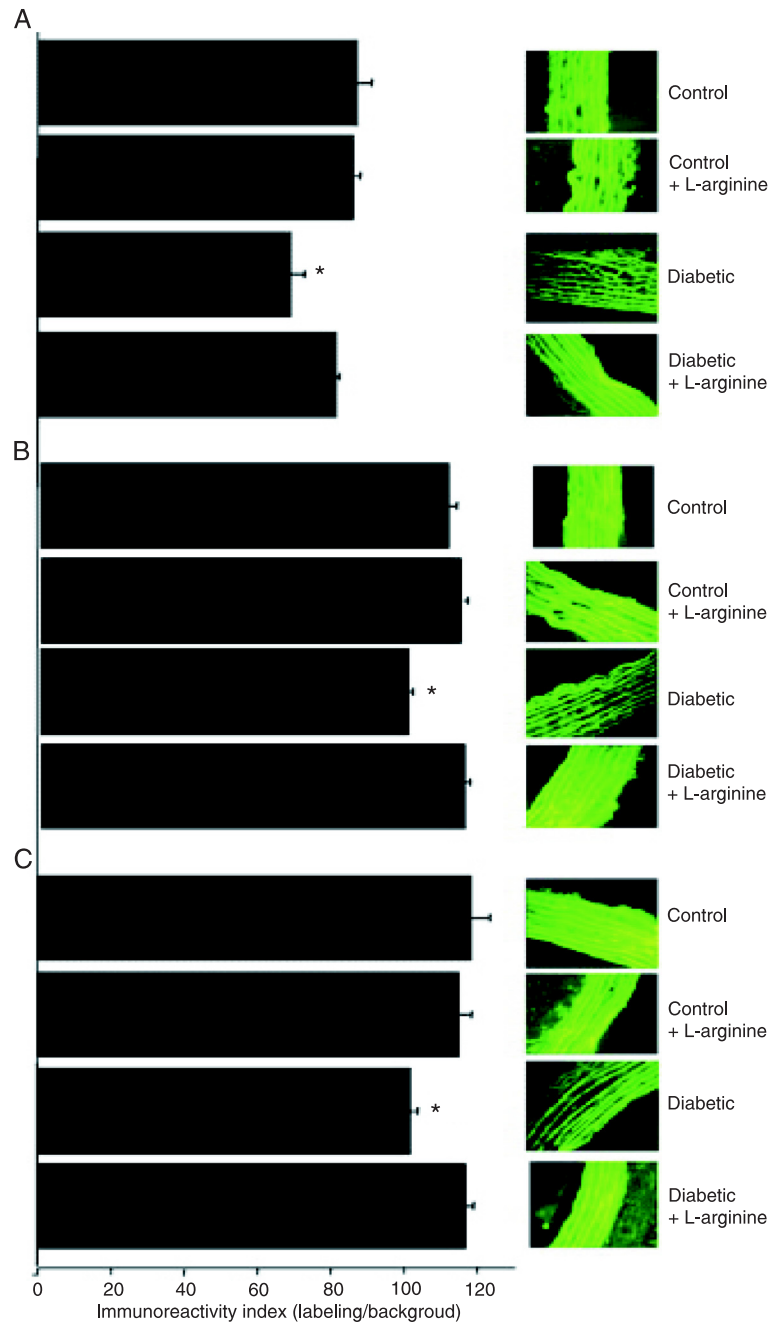 A
Control
Control
+ L-arginine
*
Diabetic
Diabetic
+ L-arginine
B
Control
Control
+ L-arginine
*
Diabetic
Diabetic
+ L-arginine
C
Control
Control
+ L-arginine
*
Diabetic
Diabetic
+ L-arginine
0 20 40 60 80 100 120
Immunoreactivity index (labeling/backgroud)